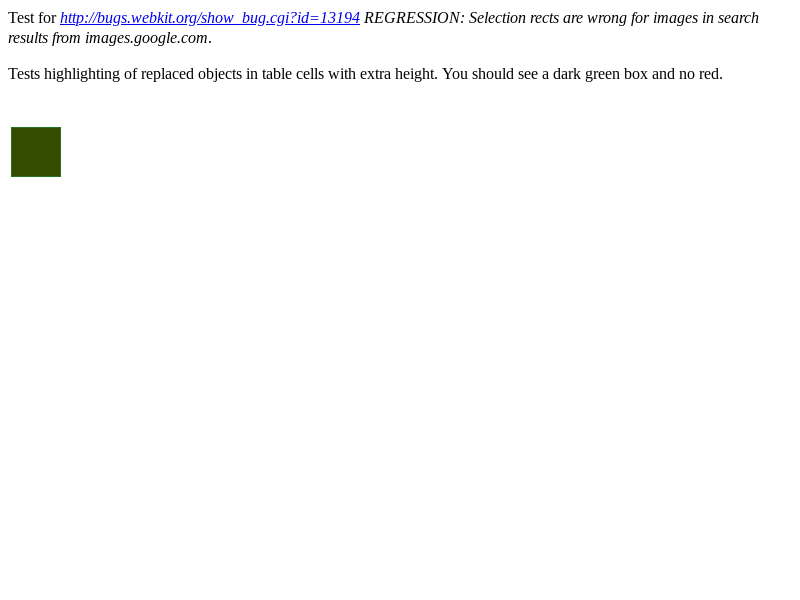 Test for http://bugs.webkit.org/show_bug.cgi?id=13194 REGRESSION: Selection rects are wrong for images in search
results from images.google.com.
Tests highlighting of replaced objects in table cells with extra height. You should see a dark green box and no red.